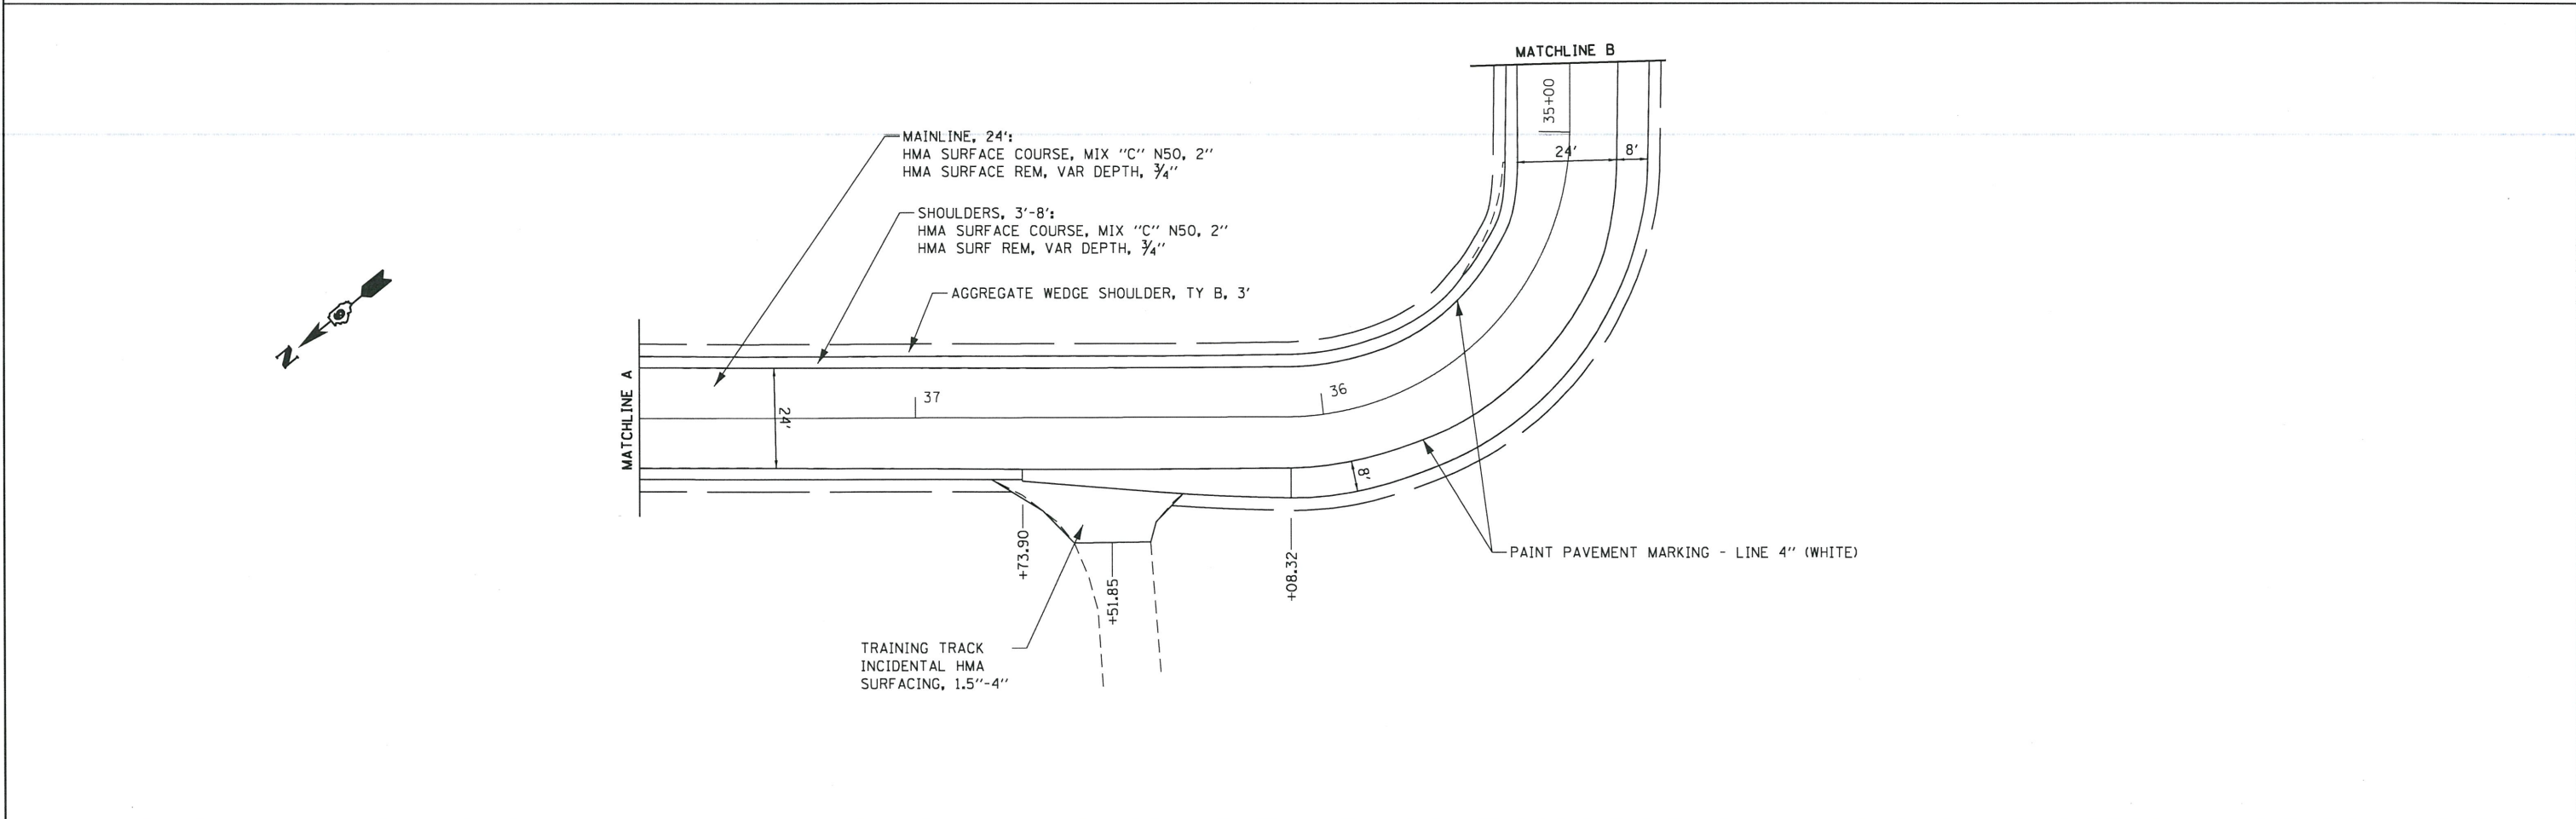 MATCHLINE B
35+00
24'
8'
MAINLINE, 24':
HMA SURFACE COURSE, MIX "C" N50, 2"
HMA SURFACE REM, VAR DEPTH, ¾"
SHOULDERS, 3'-8':
HMA SURFACE COURSE, MIX "C" N50, 2"
HMA SURF REM, VAR DEPTH, ¾"
AGGREGATE WEDGE SHOULDER, TY B, 3'
N
MATCHLINE A
24'
37
36
8'
+73.90
+51.85
+08.32
PAINT PAVEMENT MARKING - LINE 4" (WHITE)
TRAINING TRACK
INCIDENTAL HMA
SURFACING, 1.5"-4"